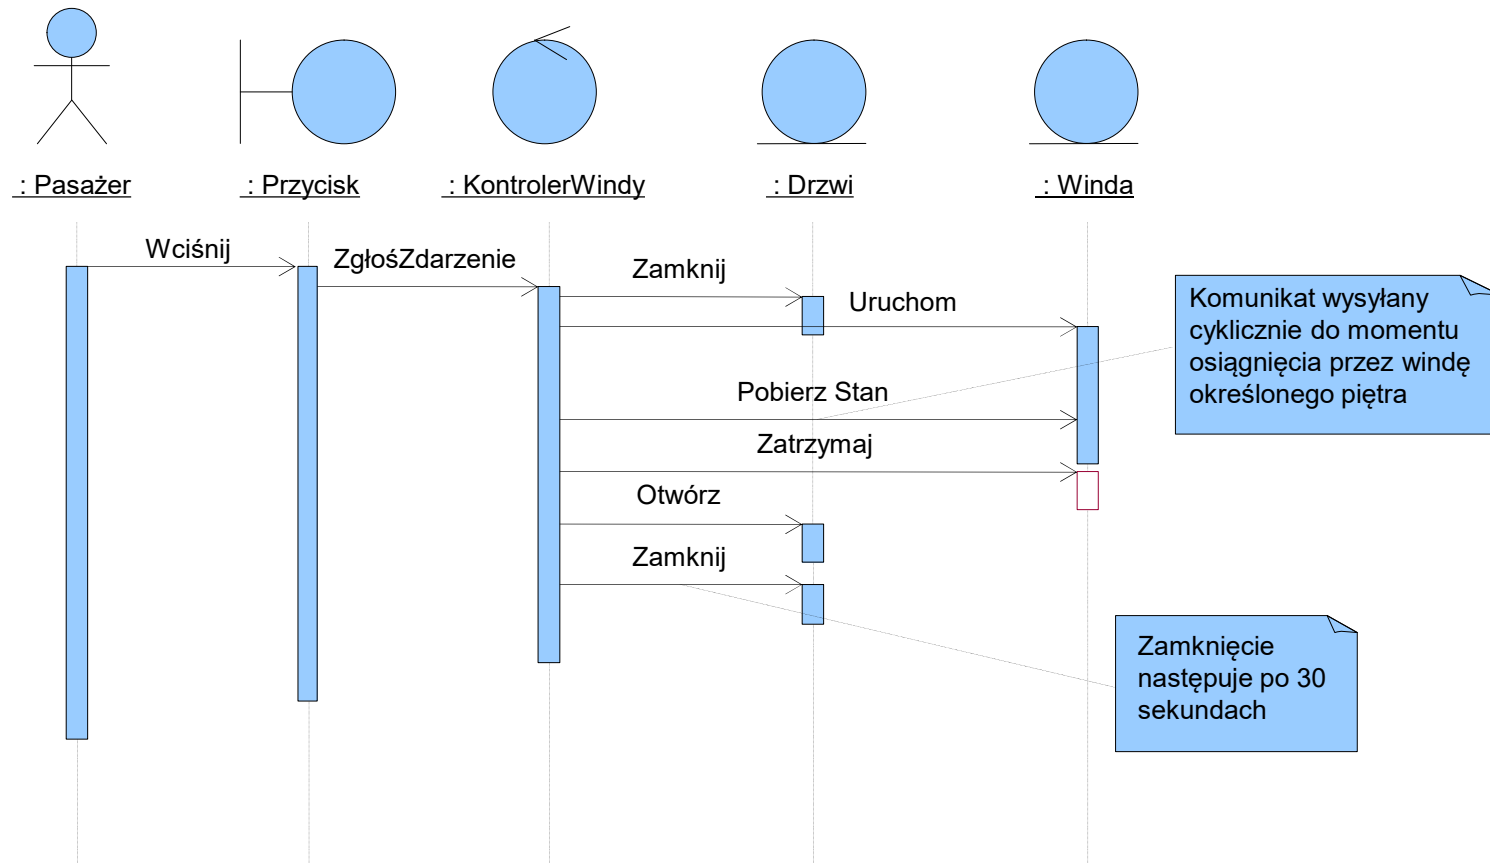 : Pasażer
: Przycisk
: KontrolerWindy
: Drzwi
: Winda
Wciśnij
ZgłośZdarzenie
Zamknij
Uruchom
Komunikat wysyłany
cyklicznie do momentu
osiągnięcia przez windę
określonego piętra
Pobierz Stan
Zatrzymaj
Otwórz
Zamknij
Zamknięcie
następuje po 30
sekundach